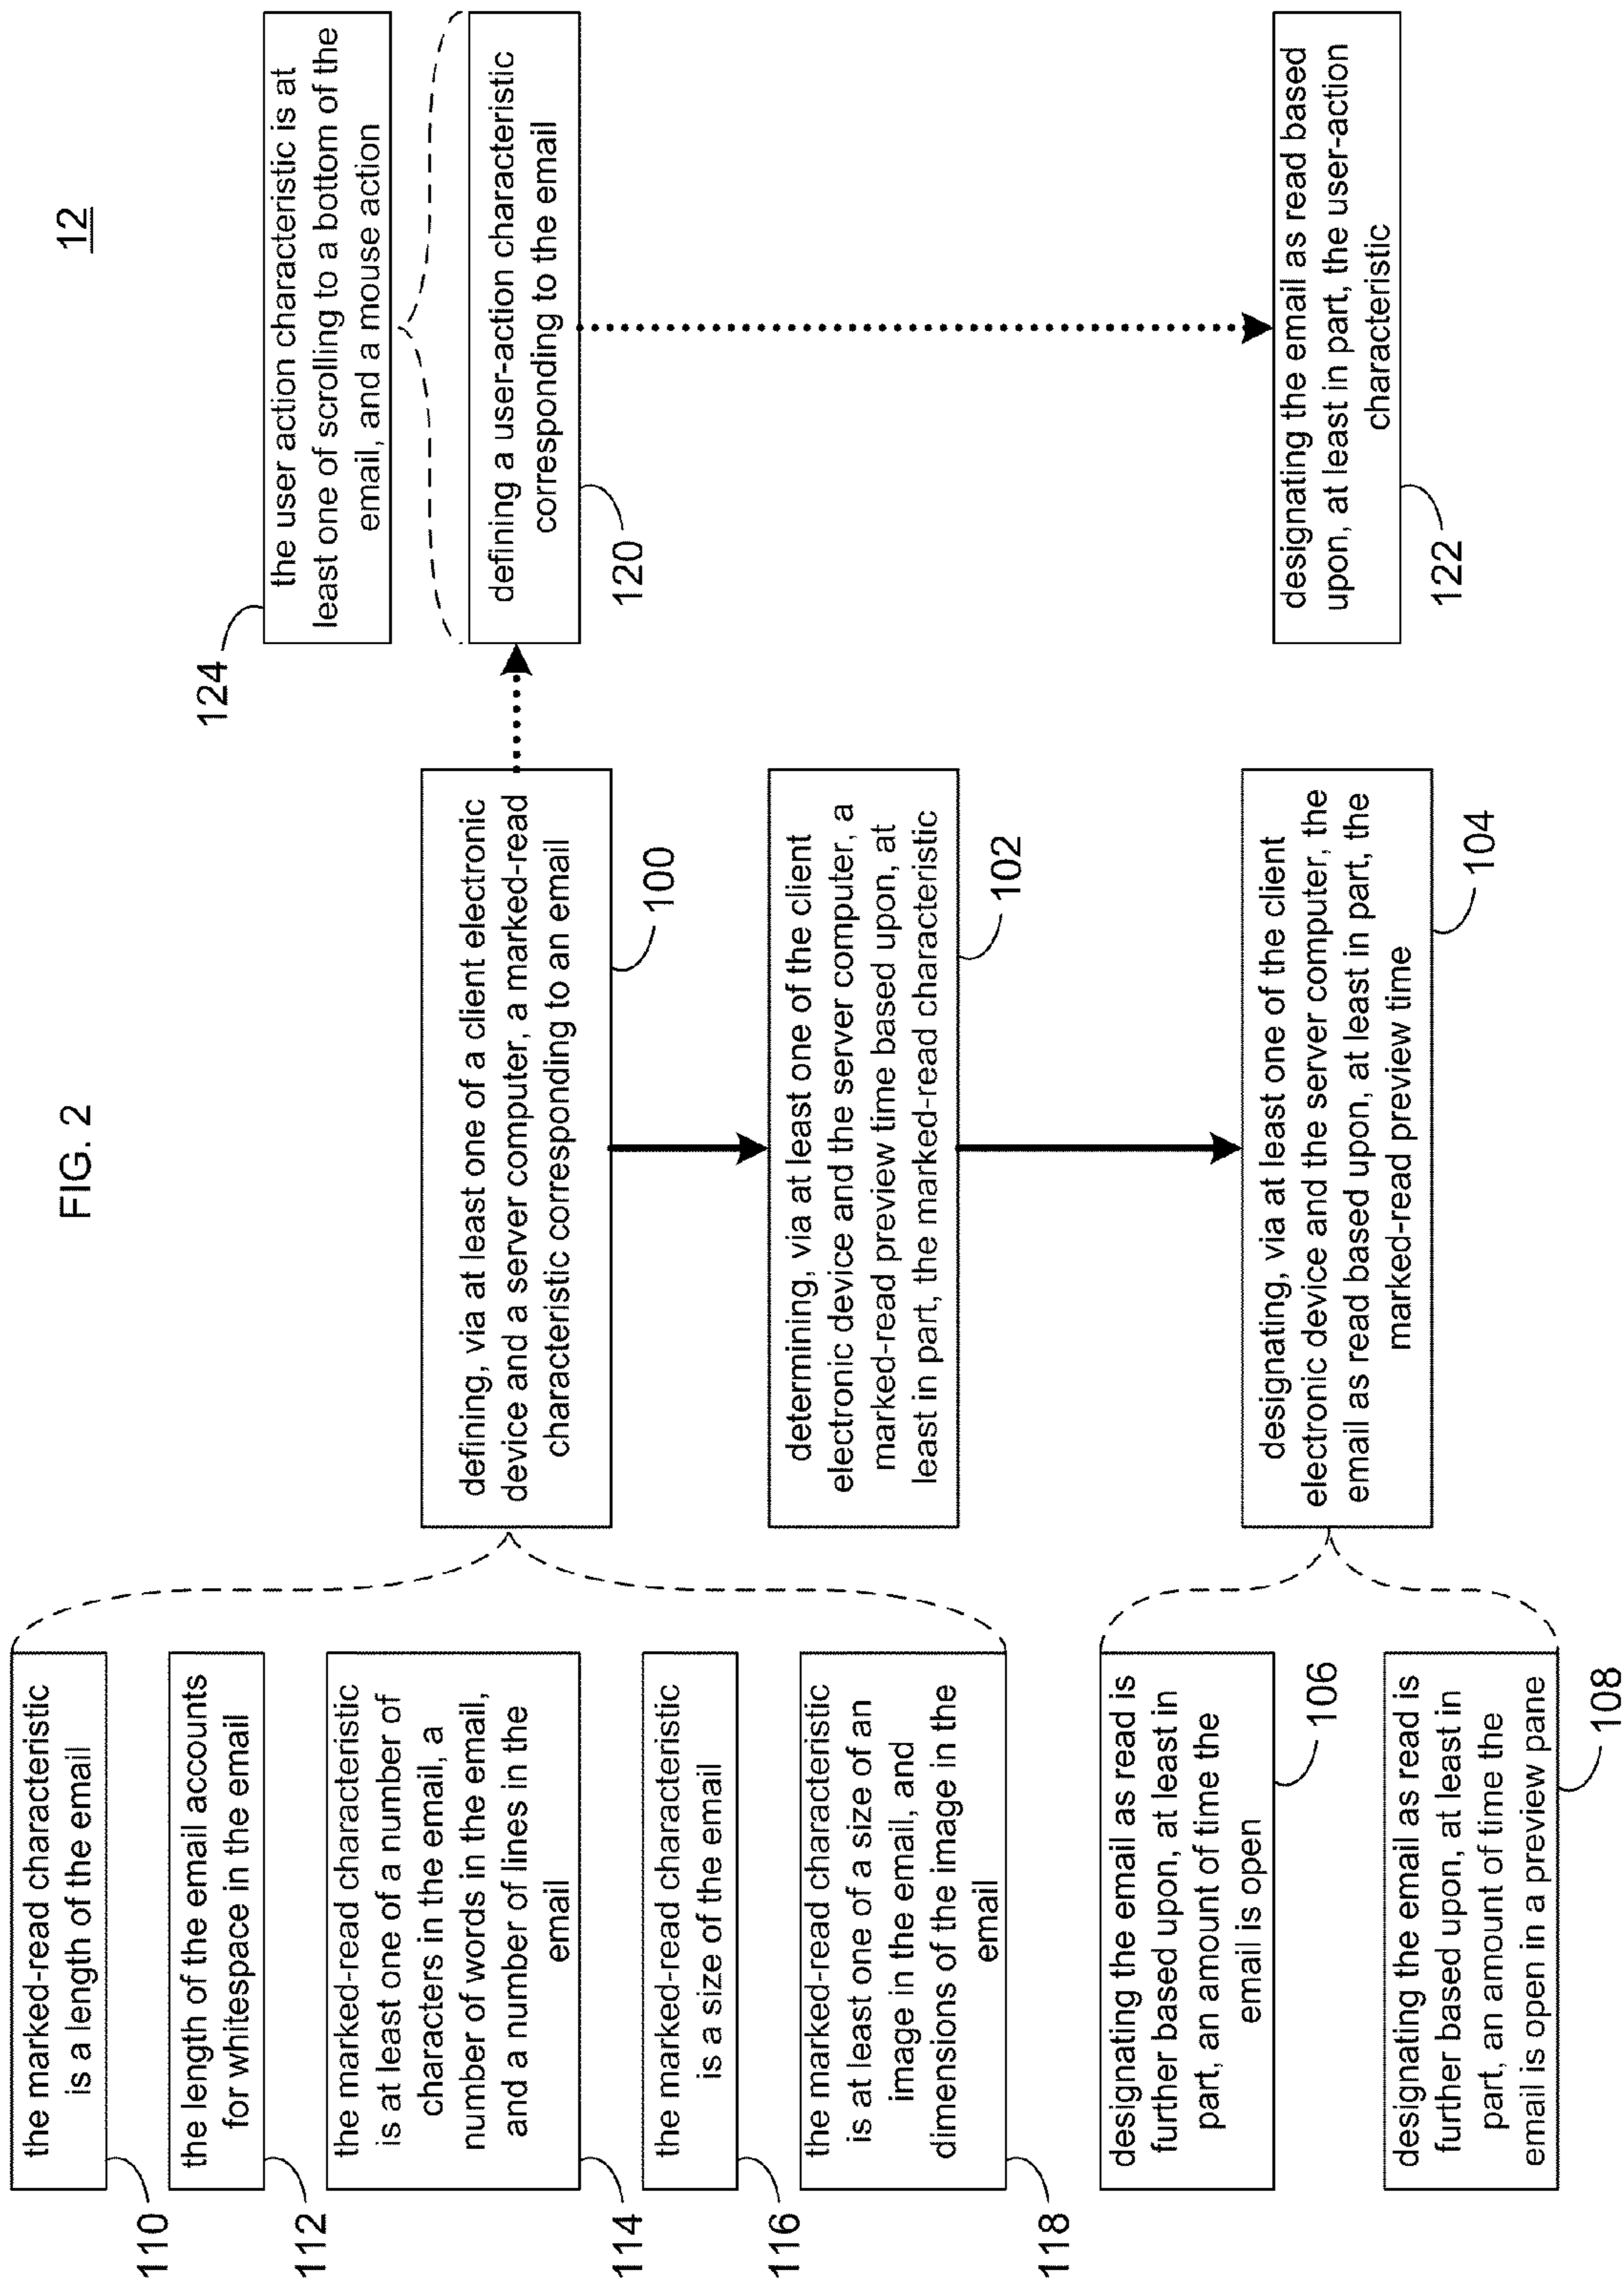 FIG. 2
12
the marked-read characteristic
is a length of the email
110
the length of the email accounts
for whitespace in the email
112
the marked-read characteristic
is at least one of a number of
characters in the email, a
number of words in the email,
and a number of lines in the
email
114
the marked-read characteristic
is a size of the email
116
the marked-read characteristic
is at least one of a size of an
image in the email, and
dimensions of the image in the
email
118
designating the email as read is
further based upon, at least in
part, an amount of time the
email is open
106
designating the email as read is
further based upon, at least in
part, an amount of time the
email is open in a preview pane
108
defining, via at least one of a client electronic
device and a server computer, a marked-read
characteristic corresponding to an email
100
determining, via at least one of the client
electronic device and the server computer, a
marked-read preview time based upon, at
least in part, the marked-read characteristic
102
designating, via at least one of the client
electronic device and the server computer, the
email as read based upon, at least in part, the
marked-read preview time
104
124
the user action characteristic is at
least one of scrolling to a bottom of the
email, and a mouse action
defining a user-action characteristic
corresponding to the email
120
designating the email as read based
upon, at least in part, the user-action
characteristic
122